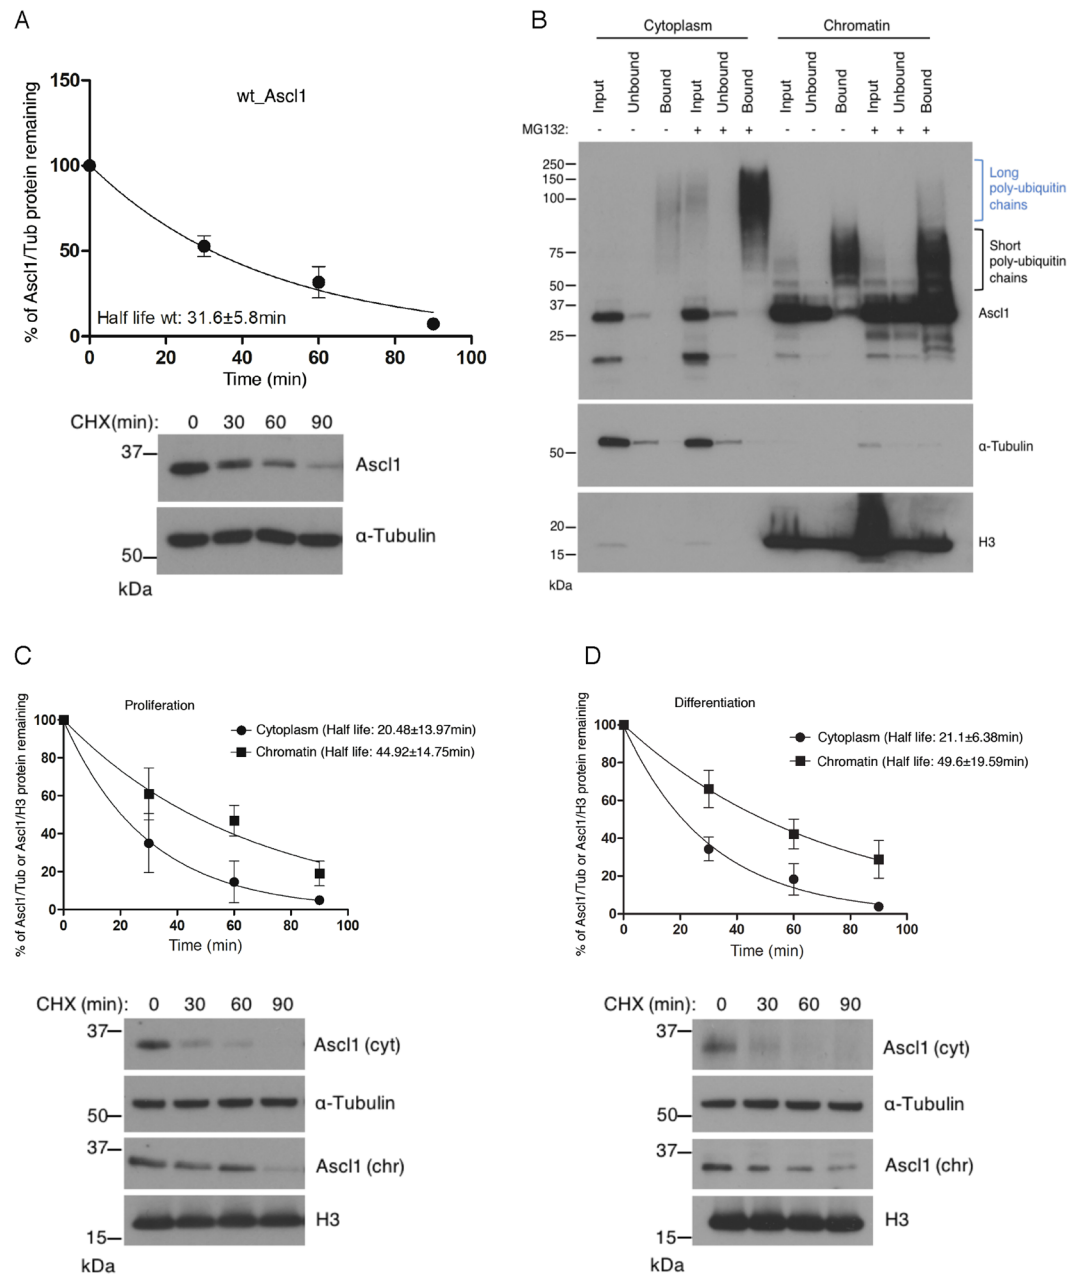 A
wt_Ascl1
% of Ascl1/Tub protein remaining
150
100
50
0
Half life wt: 31.6±5.8min
0 20 40 60 80 100
Time (min)
CHX(min): 0 30 60 90
37
Ascl1
α-Tubulin
50
kDa
B
Cytoplasm Chromatin
Input Unbound Bound Input Unbound Bound Input Unbound Bound Input Unbound Bound
MG132: - - - + + + - - - + + +
250
150
100
75
50
37
25
Long
poly-ubiquitin
chains
Short
poly-ubiquitin
chains
Ascl1
50
α-Tubulin
20
15
H3
kDa
C
Proliferation
% of Ascl1/Tub or Ascl1/H3 protein remaining
Cytoplasm (Half life: 20.48±13.97min)
Chromatin (Half life: 44.92±14.75min)
100
80
60
40
20
0
0 20 40 60 80 100
Time (min)
CHX (min): 0 30 60 90
37
Ascl1 (cyt)
α-Tubulin
50
37
Ascl1 (chr)
H3
15
kDa
D
Differentiation
% of Ascl1/Tub or Ascl1/H3 protein remaining
Cytoplasm (Half life: 21.1±6.38min)
Chromatin (Half life: 49.6±19.59min)
100
80
60
40
20
0
0 20 40 60 80 100
Time (min)
CHX (min): 0 30 60 90
37
Ascl1 (cyt)
α-Tubulin
50
37
Ascl1 (chr)
H3
15
kDa